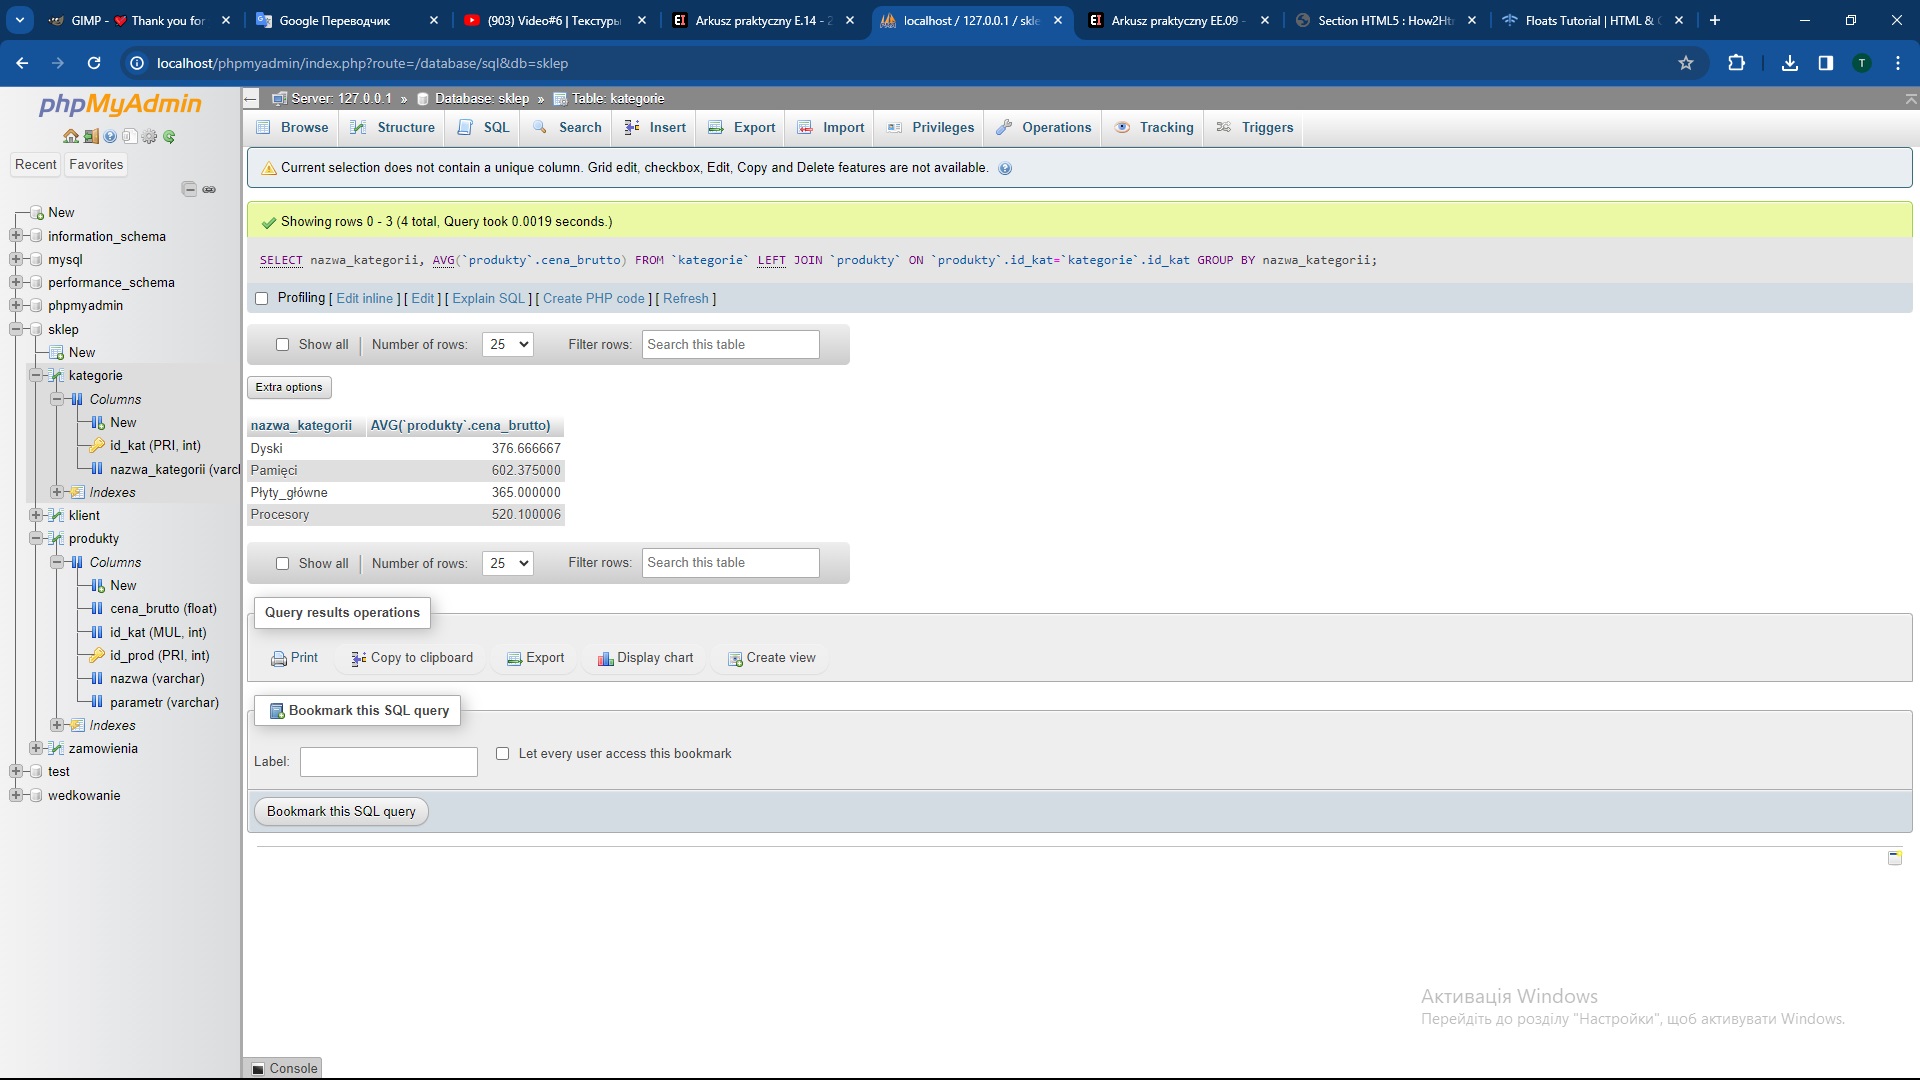 GIMP - ❤ Thank you for
Google Переводчик
(903) Video#6 | Текстуры
Arkusz praktyczny E.14 - 2
localhost / 127.0.0.1 / skle
Arkusz praktyczny EE.09 -
Section HTML5 : How2Htm
Floats Tutorial | HTML & C
localhost/phpmyadmin/index.php?route=/database/sql&db=sklep
T
phpMyAdmin
Recent
Favorites
New
information_schema
mysql
performance_schema
phpmyadmin
sklep
New
kategorie
Columns
New
id_kat (PRI, int)
nazwa_kategorii (varcl
Indexes
klient
produkty
Columns
New
cena_brutto (float)
id_kat (MUL, int)
id_prod (PRI, int)
nazwa (varchar)
parametr (varchar)
Indexes
zamowienia
test
wedkowanie
Server: 127.0.0.1 » Database: sklep » Table: kategorie
Browse Structure SQL Search Insert Export Import Privileges Operations Tracking Triggers
Current selection does not contain a unique column. Grid edit, checkbox, Edit, Copy and Delete features are not available.
Showing rows 0 - 3 (4 total, Query took 0.0019 seconds.)
SELECT nazwa_kategorii, AVG(`produkty`.cena_brutto) FROM `kategorie` LEFT JOIN `produkty` ON `produkty`.id_kat=`kategorie`.id_kat GROUP BY nazwa_kategorii;
Profiling [ Edit inline ] [ Edit ] [ Explain SQL ] [ Create PHP code ] [ Refresh ]
Show all Number of rows: 25 Filter rows: Search this table
Extra options
nazwa_kategorii AVG(`produkty`.cena_brutto)
Dyski 376.666667
Pamięci 602.375000
Płyty_główne 365.000000
Procesory 520.100006
Show all Number of rows: 25 Filter rows: Search this table
Query results operations
Print Copy to clipboard Export Display chart Create view
Bookmark this SQL query
Label: Let every user access this bookmark
Bookmark this SQL query
Активація Windows
Перейдіть до розділу "Настройки", щоб активувати Windows.
Console